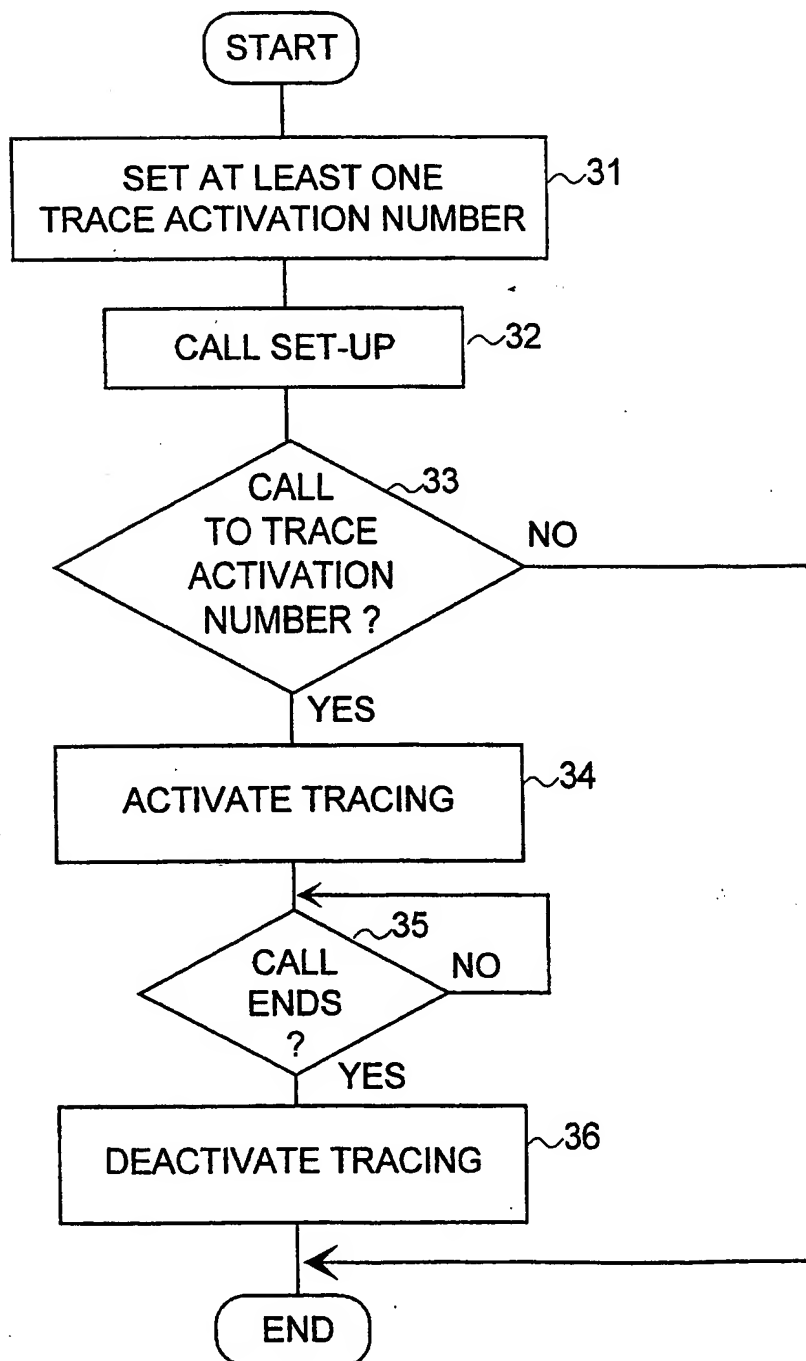 START
SET AT LEAST ONE
TRACE ACTIVATION NUMBER
31
CALL SET-UP
32
33
CALL
TO TRACE
ACTIVATION
NUMBER ?
NO
YES
ACTIVATE TRACING
34
35
CALL
ENDS
?
NO
YES
DEACTIVATE TRACING
36
END